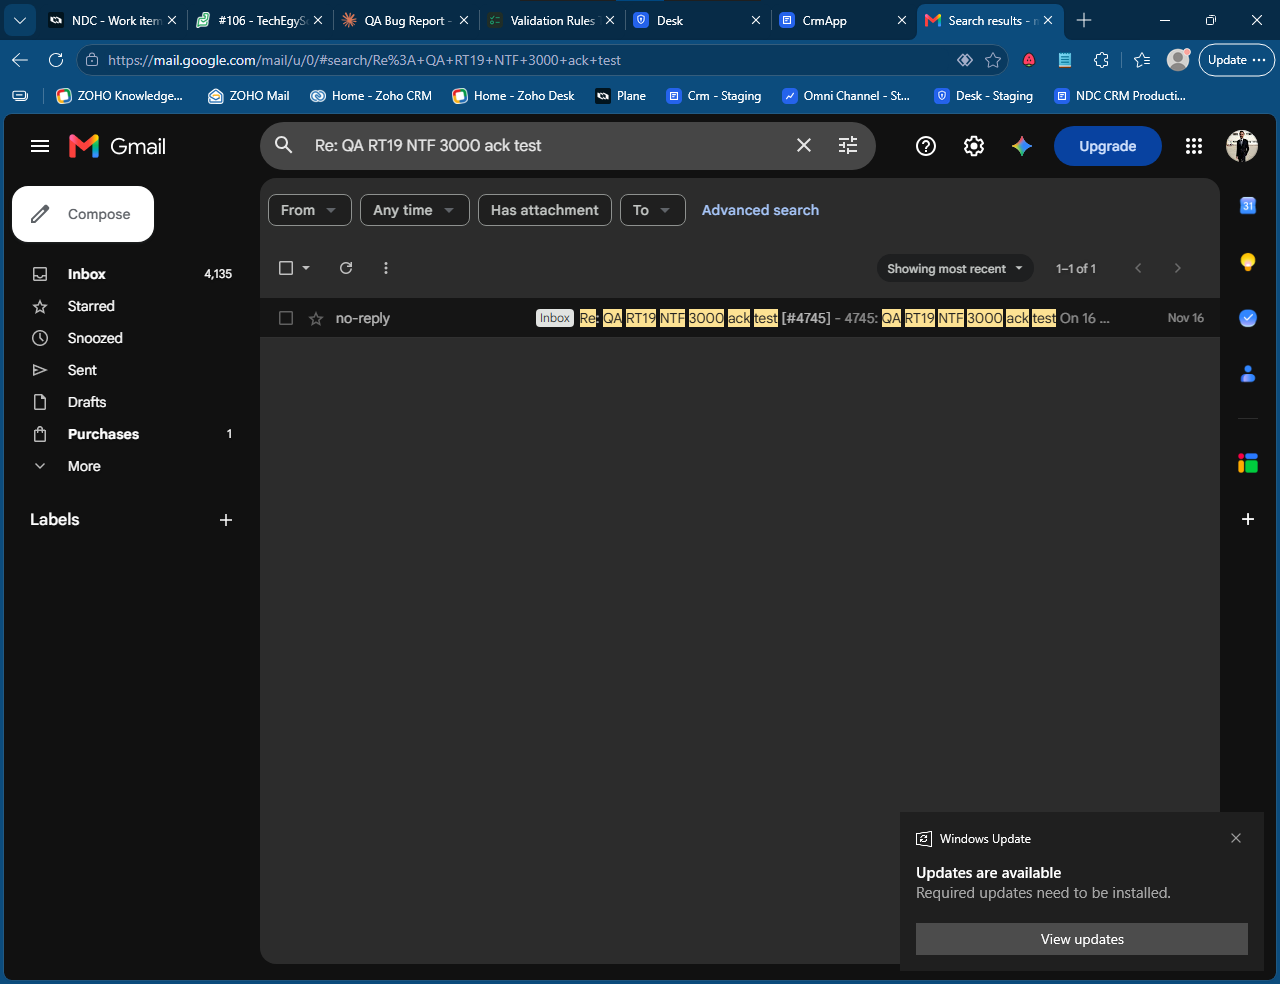 NDC - Work item
#106 - TechEgyS
QA Bug Report -
Validation Rules
Desk
CrmApp
Search results -
https://mail.google.com/mail/u/0/#search/Re%3A+QA+RT19+NTF+3000+ack+test
Update
ZOHO Knowledge...
ZOHO Mail
Home - Zoho CRM
Home - Zoho Desk
Plane
Crm - Staging
Omni Channel - St...
Desk - Staging
NDC CRM Producti...
Gmail
Re: QA RT19 NTF 3000 ack test
Upgrade
Compose
From
Any time
Has attachment
To
Advanced search
31
Inbox 4,135
Showing most recent
1–1 of 1
Starred
no-reply
Inbox
Re: QA RT19 NTF 3000 ack test [#4745] - 4745: QA RT19 NTF 3000 ack test On 16 ...
Nov 16
Snoozed
Sent
Drafts
Purchases 1
More
Labels
Windows Update
Updates are available
Required updates need to be installed.
View updates